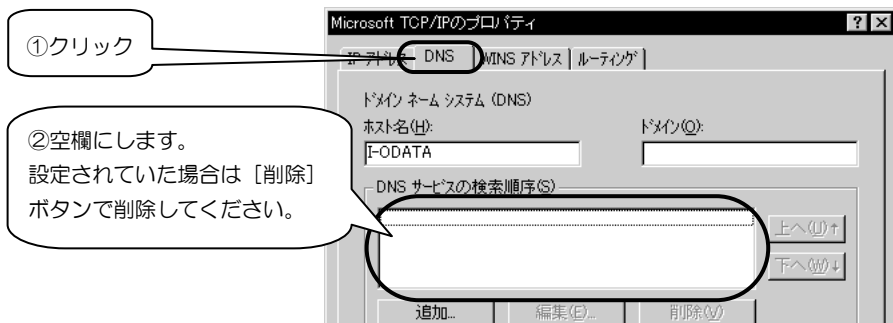 Microsoft TCP/IPのプロパティ
①クリック
IP アドレス DNS WINS アドレス ルーティング
ドメイン ネーム システム (DNS)
ホスト名(H): ドメイン(O):
I-ODATA
②空欄にします。
設定されていた場合は［削除］
ボタンで削除してください。
DNS サービスの検索順序(S)
上へ(U)↑
下へ(W)↓
追加... 編集(E)... 削除(V)